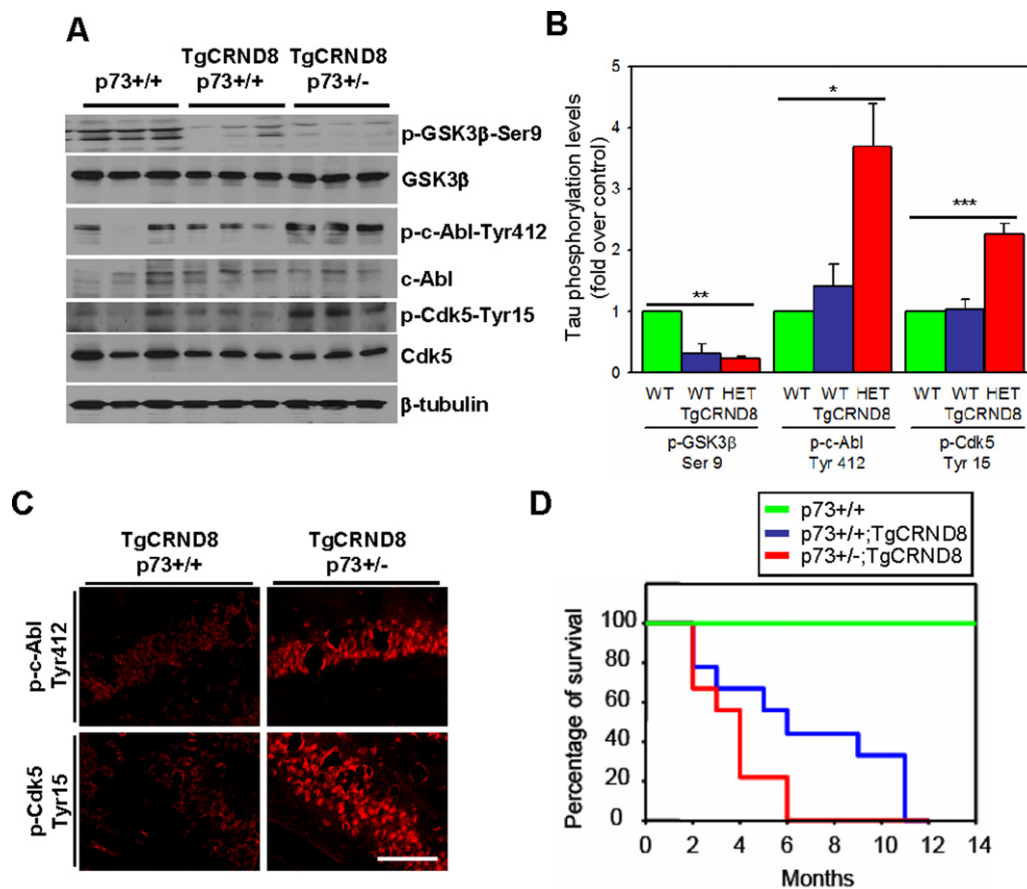 A
p73+/+
TgCRND8
p73+/+
TgCRND8
p73+/-
p-GSK3β-Ser9
GSK3β
p-c-Abl-Tyr412
c-Abl
p-Cdk5-Tyr15
Cdk5
β-tubulin
B
Tau phosphorylation levels
(fold over control)
5
4
3
2
1
0
**
*
***
WT WT HET WT WT HET WT WT HET
TgCRND8 TgCRND8 TgCRND8
p-GSK3β
Ser 9
p-c-Abl
Tyr 412
p-Cdk5
Tyr 15
C
TgCRND8
p73+/+
TgCRND8
p73+/-
p-c-Abl
Tyr412
p-Cdk5
Tyr15
D
p73+/+
p73+/+;TgCRND8
p73+/-;TgCRND8
Percentage of survival
100
80
60
40
20
0
0 2 4 6 8 10 12 14
Months